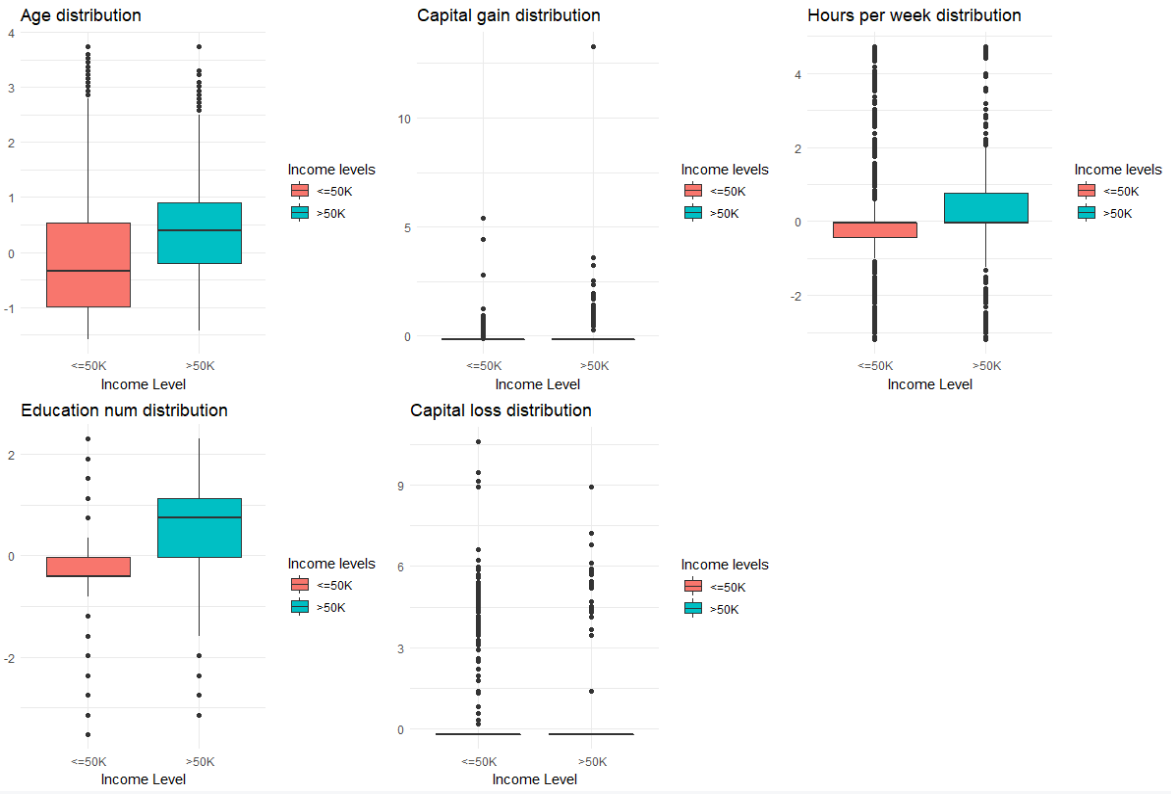 Age distribution
4
3
2
1
0
-1
<=50K
>50K
Income Level
Income levels
<=50K
>50K
Capital gain distribution
10
5
0
<=50K
>50K
Income Level
Income levels
<=50K
>50K
Hours per week distribution
4
2
0
-2
<=50K
>50K
Income Level
Income levels
<=50K
>50K
Education num distribution
2
0
-2
<=50K
>50K
Income Level
Income levels
<=50K
>50K
Capital loss distribution
9
6
3
0
<=50K
>50K
Income Level
Income levels
<=50K
>50K